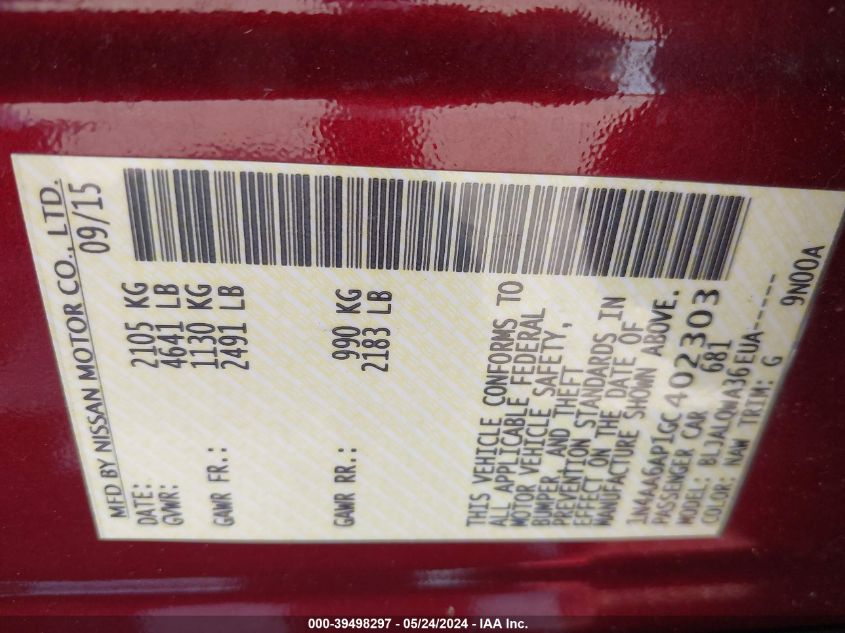 MFD BY NISSAN MOTOR CO., LTD.
DATE: 09/15
GVWR: 2105 KG
4641 LB
GAWR FR.: 1130 KG
2491 LB
GAWR RR.: 990 KG
2183 LB
THIS VEHICLE CONFORMS TO
ALL APPLICABLE FEDERAL
MOTOR VEHICLE SAFETY,
BUMPER AND THEFT
PREVENTION STANDARDS IN
EFFECT ON THE DATE OF
MANUFACTURE SHOWN ABOVE.
1N4AA6AP1GC402303
PASSENGER CAR 681
MODEL: BLJALQWA36EUA-----
COLOR: NAW TRIM: G 9N00A
000-39498297 - 05/24/2024 - IAA Inc.